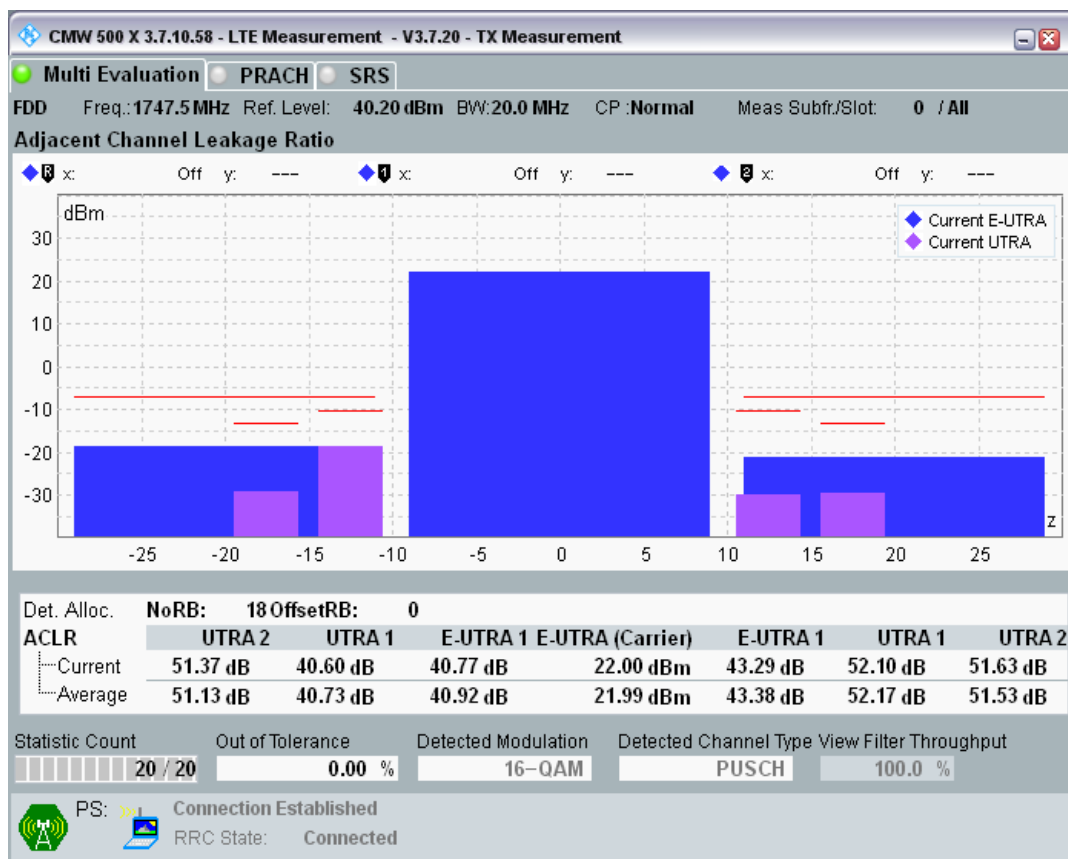 CMW 500 X 3.7.10.58 - LTE Measurement - V3.7.20 - TX Measurement
Multi Evaluation PRACH SRS
FDD Freq.:1747.5 MHz Ref. Level: 40.20 dBm BW:20.0 MHz CP :Normal Meas Subfr./Slot: 0 / All
Adjacent Channel Leakage Ratio
R x: Off y: --- 1 x: Off y: --- 2 x: Off y: ---
dBm
Current E-UTRA
Current UTRA
30
20
10
0
-10
-20
-30
z
-25 -20 -15 -10 -5 0 5 10 15 20 25
Det. Alloc. NoRB: 18 OffsetRB: 0
ACLR UTRA 2 UTRA 1 E-UTRA 1 E-UTRA (Carrier) E-UTRA 1 UTRA 1 UTRA 2
Current 51.37 dB 40.60 dB 40.77 dB 22.00 dBm 43.29 dB 52.10 dB 51.63 dB
Average 51.13 dB 40.73 dB 40.92 dB 21.99 dBm 43.38 dB 52.17 dB 51.53 dB
Statistic Count Out of Tolerance Detected Modulation Detected Channel Type View Filter Throughput
20 / 20 0.00 % 16-QAM PUSCH 100.0 %
PS: Connection Established
RRC State: Connected